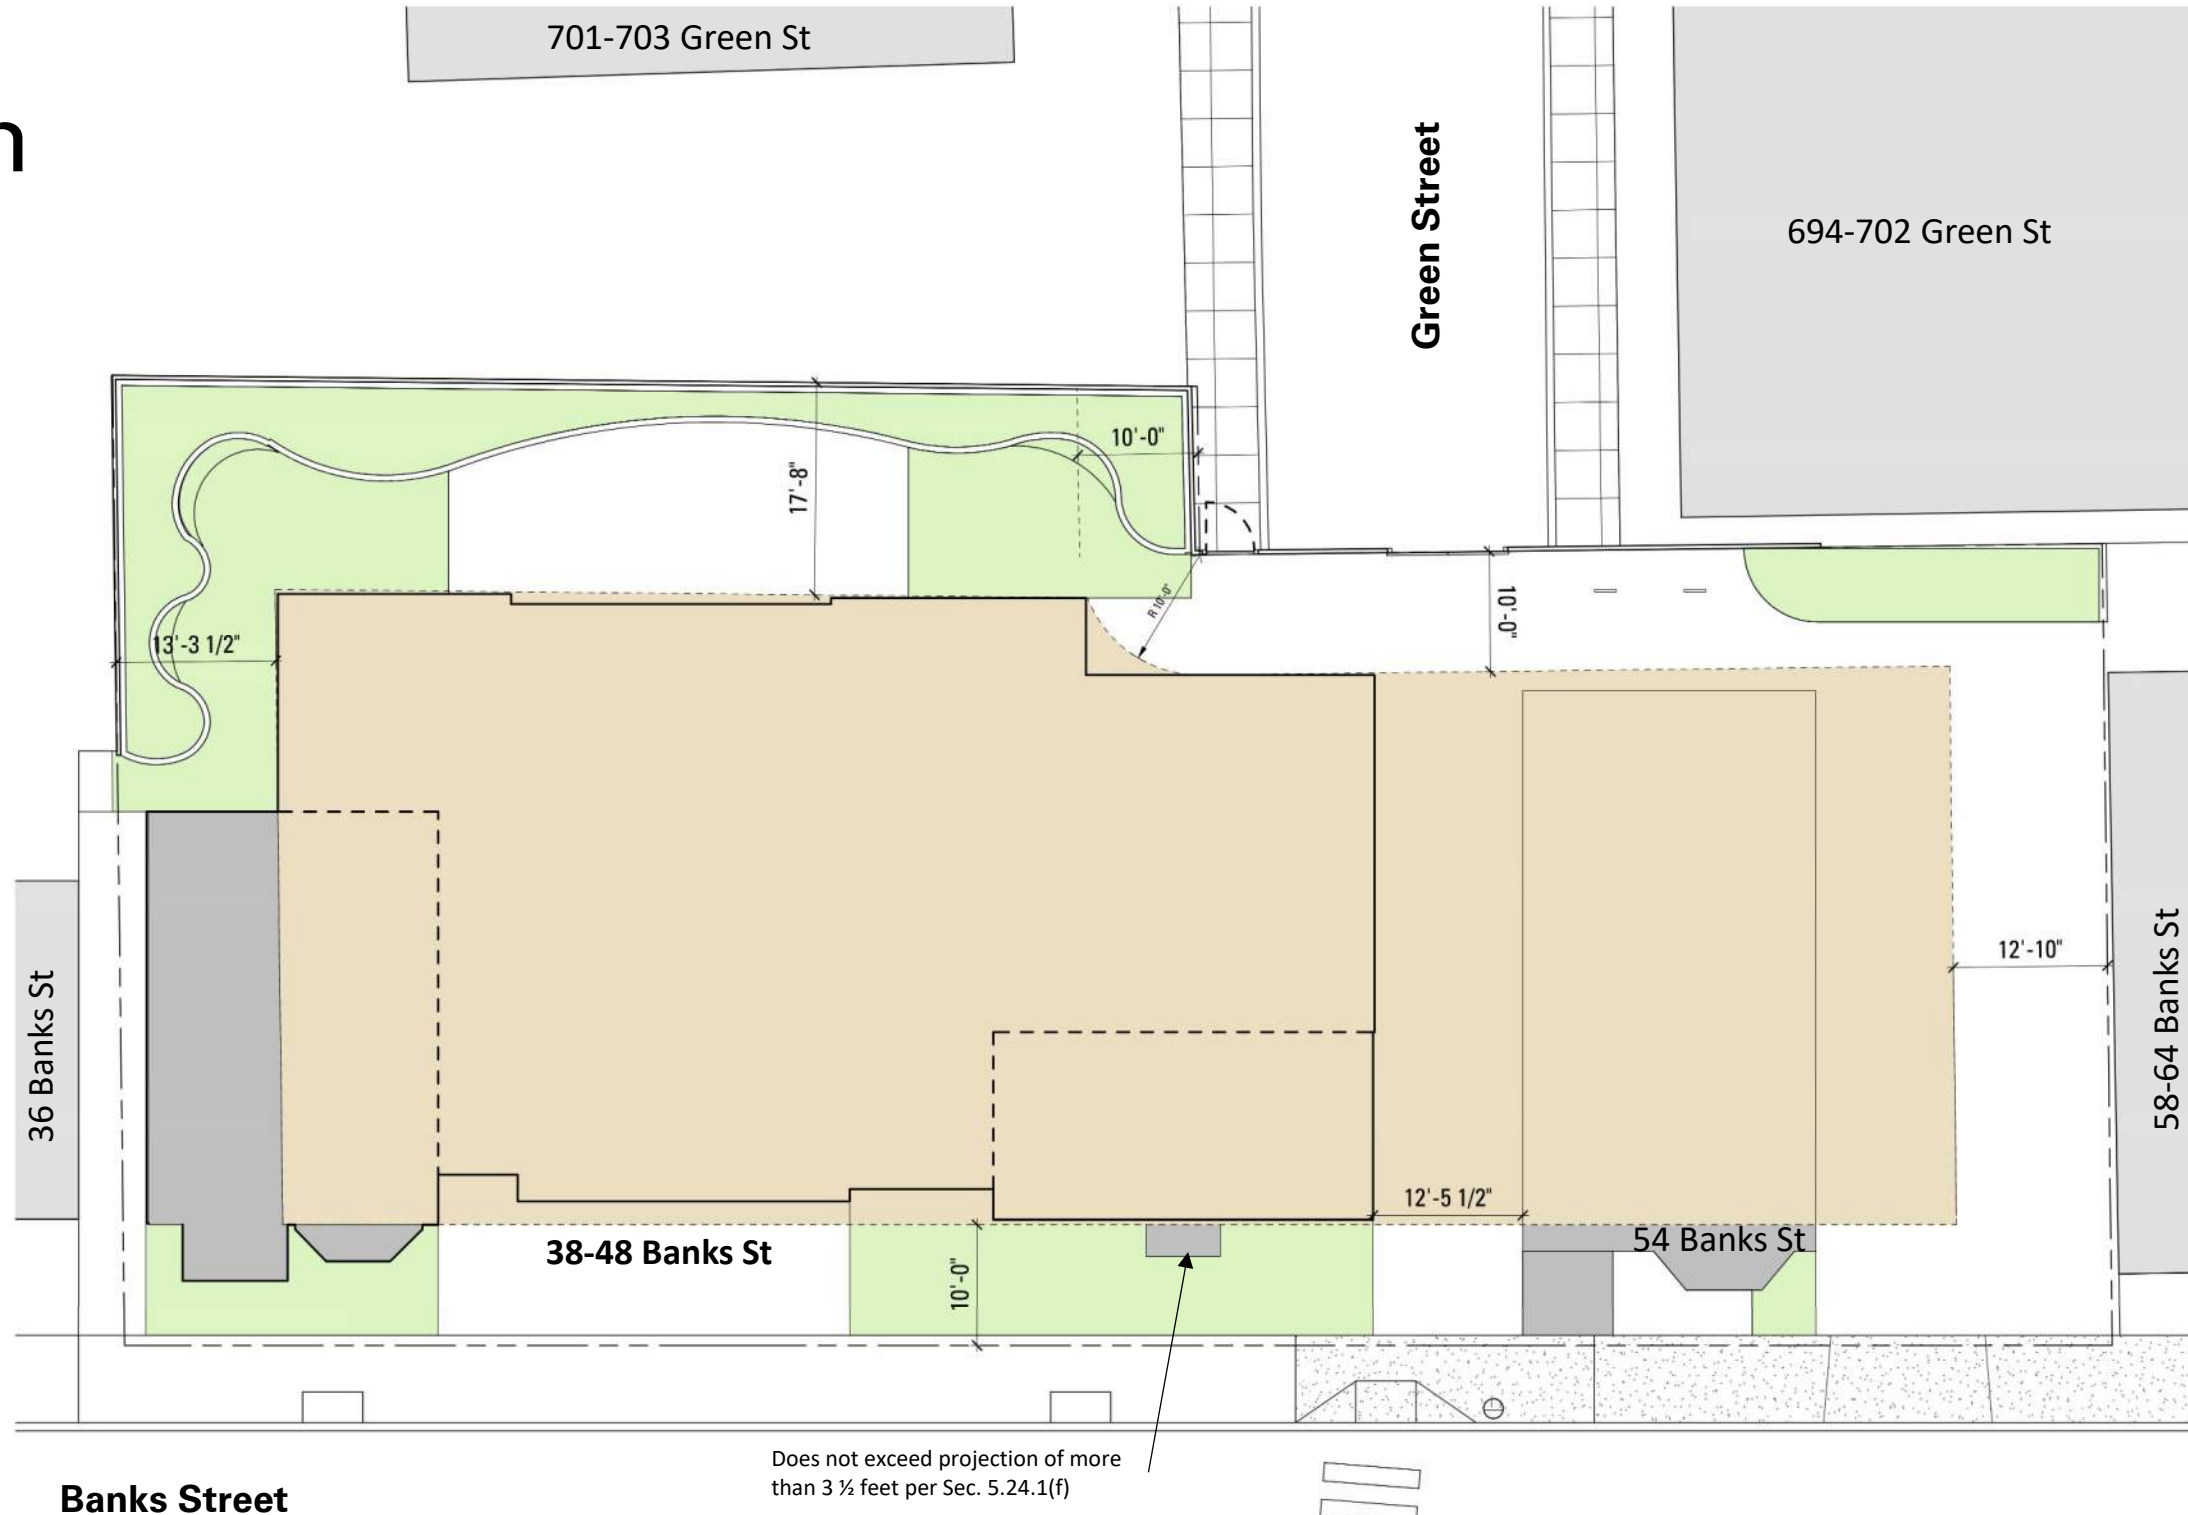 701-703 Green St
n
Green Street
694-702 Green St
10'-0"
17'-8"
R 10'-0"
10'-0"
13'-3 1/2"
12'-10"
36 Banks St
58-64 Banks St
12'-5 1/2"
38-48 Banks St
54 Banks St
10'-0"
Does not exceed projection of more
than 3 ½ feet per Sec. 5.24.1(f)
Banks Street